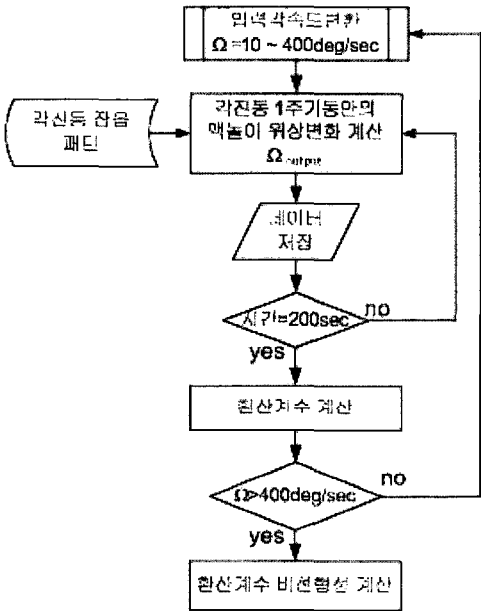 입력각속도변환
Ω=10 ~ 400deg/sec
각진동 잡음
패턴
각진동 1주기동안의
맥놀이 위상변화 계산
Ω output
데이터
저장
시간=200sec
no
yes
환산계수 계산
Ω>400deg/sec
no
yes
환산계수 비선형성 계산